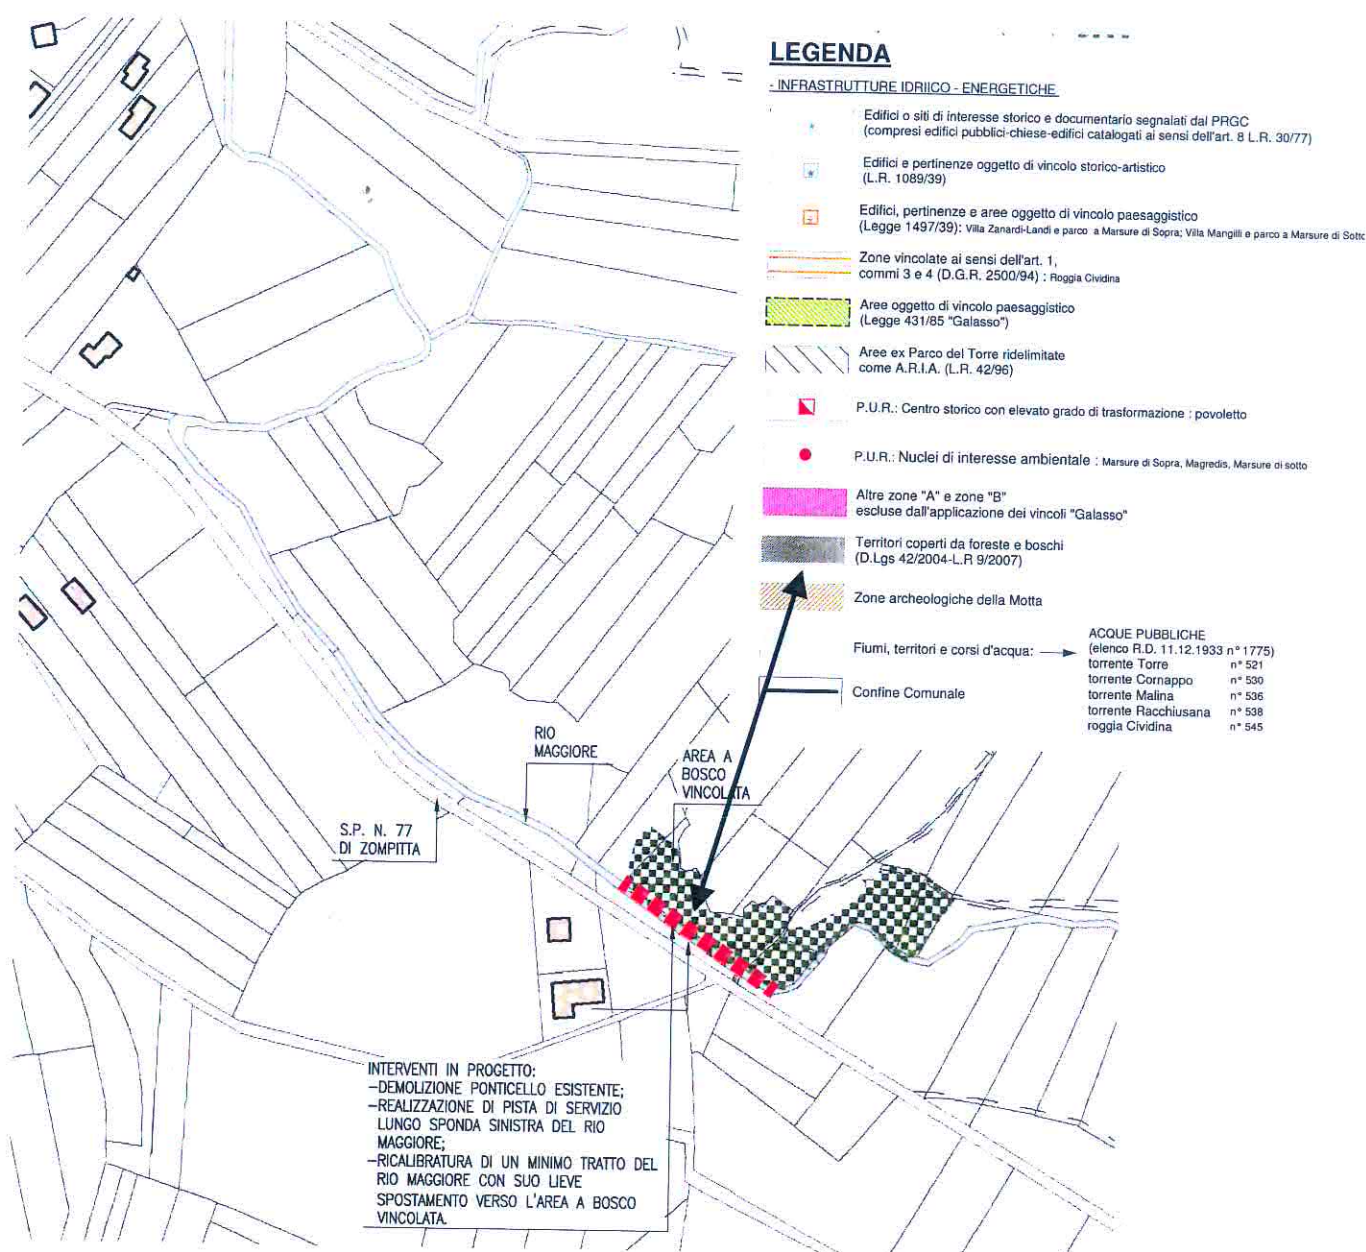 LEGENDA
- INFRASTRUTTURE IDRIICO - ENERGETICHE
Edifici o siti di interesse storico e documentario segnalati dal PRGC
(compresi edifici pubblici-chiese-edifici catalogati ai sensi dell'art. 8 L.R. 30/77)
Edifici e pertinenze oggetto di vincolo storico-artistico
(L.R. 1089/39)
Edifici, pertinenze e aree oggetto di vincolo paesaggistico
(Legge 1497/39): Villa Zanardi-Landi e parco a Marsure di Sopra; Villa Mangilli e parco a Marsure di Sotto
Zone vincolate ai sensi dell'art. 1,
commi 3 e 4 (D.G.R. 2500/94) : Roggia Cividina
Aree oggetto di vincolo paesaggistico
(Legge 431/85 "Galasso")
Aree ex Parco del Torre ridelimitate
come A.R.I.A. (L.R. 42/96)
P.U.R.: Centro storico con elevato grado di trasformazione : povoletto
P.U.R.: Nuclei di interesse ambientale : Marsure di Sopra, Magredis, Marsure di sotto
Altre zone "A" e zone "B"
escluse dall'applicazione dei vincoli "Galasso"
Territori coperti da foreste e boschi
(D.Lgs 42/2004-L.R 9/2007)
Zone archeologiche della Motta
Fiumi, territori e corsi d'acqua:
ACQUE PUBBLICHE
(elenco R.D. 11.12.1933 n° 1775)
torrente Torre n° 521
torrente Cornappo n° 530
torrente Malina n° 536
torrente Racchiusana n° 538
roggia Cividina n° 545
Confine Comunale
RIO
MAGGIORE
AREA A
BOSCO
VINCOLATA
S.P. N. 77
DI ZOMPITTA
INTERVENTI IN PROGETTO:
-DEMOLIZIONE PONTICELLO ESISTENTE;
-REALIZZAZIONE DI PISTA DI SERVIZIO
LUNGO SPONDA SINISTRA DEL RIO
MAGGIORE;
-RICALIBRATURA DI UN MINIMO TRATTO DEL
RIO MAGGIORE CON SUO LIEVE
SPOSTAMENTO VERSO L'AREA A BOSCO
VINCOLATA.